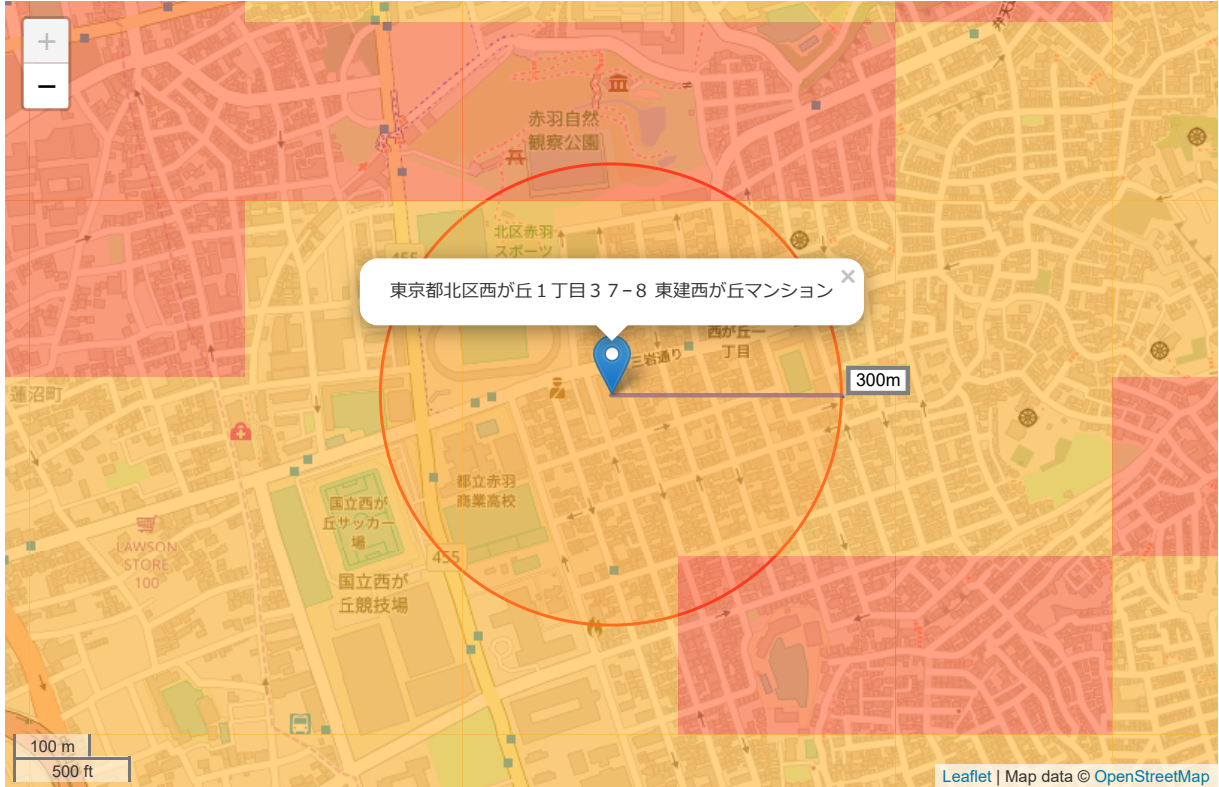 +
−
弁天
赤羽自然
観察公園
北区赤羽
スポーツ
455
東京都北区西が丘１丁目３７−８ 東建西が丘マンション
×
西が丘一
丁目
三岩通り
300m
蓮沼町
都立赤羽
商業高校
国立西が
丘サッカー
場
LAWSON
STORE
100
455
国立西が
丘競技場
100 m
500 ft
Leaflet | Map data © OpenStreetMap